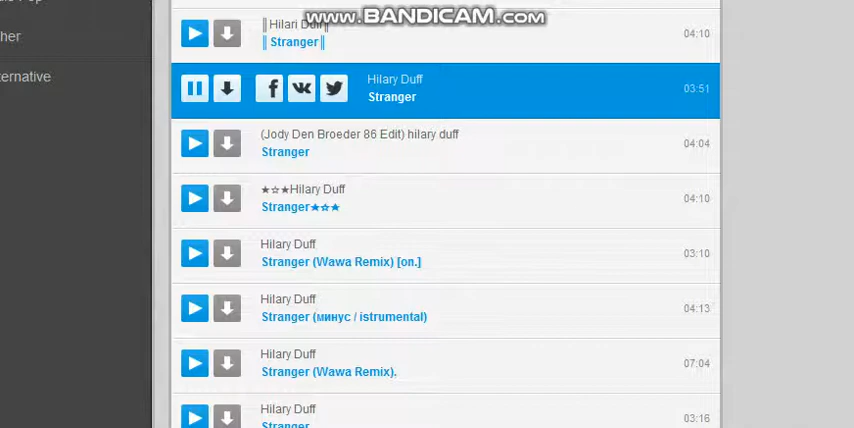 www.BANDICAM.com
║Hilari Duff║
║Stranger║
04:10
her
ernative
Hilary Duff
Stranger
03:51
(Jody Den Broeder 86 Edit) hilary duff
Stranger
04:04
★☆★Hilary Duff
Stranger★☆★
04:10
Hilary Duff
Stranger (Wawa Remix) [оп.]
03:10
Hilary Duff
Stranger (минус / istrumental)
04:13
Hilary Duff
Stranger (Wawa Remix).
07:04
Hilary Duff
Stranger
03:16